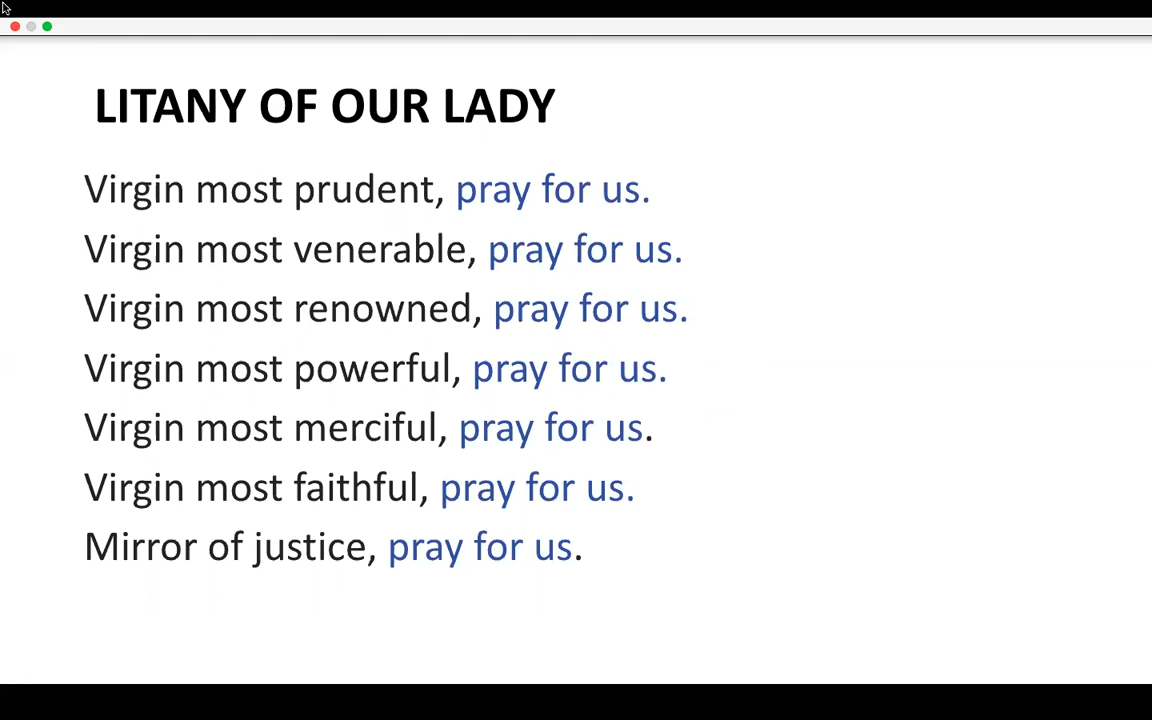 LITANY OF OUR LADY
Virgin most prudent, pray for us.
Virgin most venerable, pray for us.
Virgin most renowned, pray for us.
Virgin most powerful, pray for us.
Virgin most merciful, pray for us.
Virgin most faithful, pray for us.
Mirror of justice, pray for us.